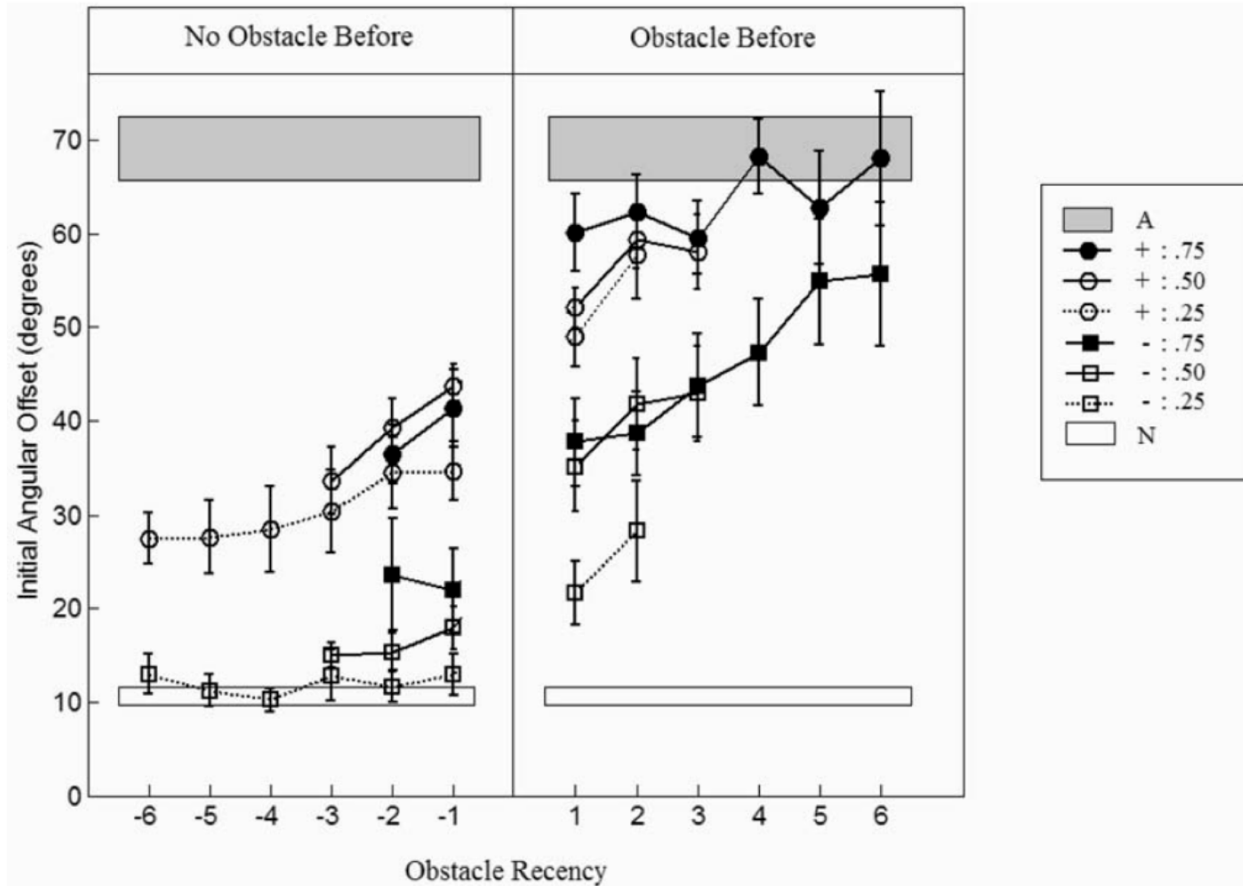 No Obstacle Before
Obstacle Before
Initial Angular Offset (degrees)
70
60
50
40
30
20
10
0
-6 -5 -4 -3 -2 -1 1 2 3 4 5 6
Obstacle Recency
A
+ : .75
+ : .50
+ : .25
- : .75
- : .50
- : .25
N